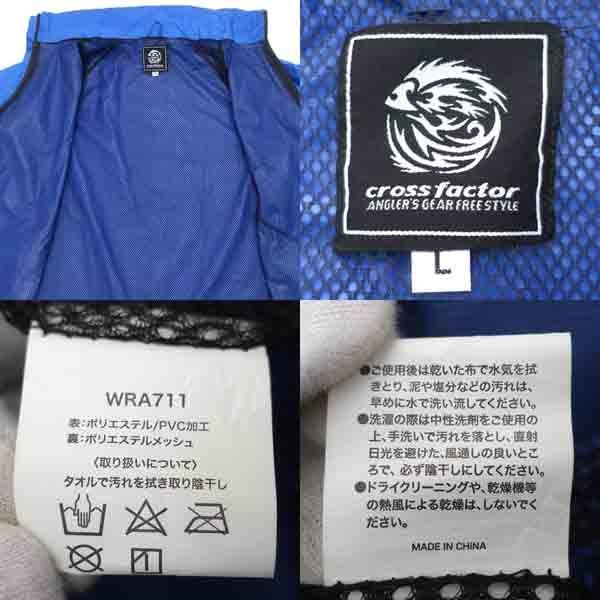 cross factor
ANGLER'S GEAR FREE STYLE
L
WRA711
表:ポリエステル/PVC加工
裏:ポリエステルメッシュ
〈取り扱いについて〉
タオルで汚れを拭き取り陰干し
●ご使用後は乾いた布で水気を拭
きとり、泥や塩分などの汚れは、
早めに水で洗い流してください。
●洗濯の際は中性洗剤をご使用
の上、手洗いで汚れを落とし、直射
日光を避けた、風通しの良いとこ
ろで、必ず陰干しにしてください。
●ドライクリーニングや、乾燥機等
の熱風による乾燥は、しないでく
ださい。
MADE IN CHINA